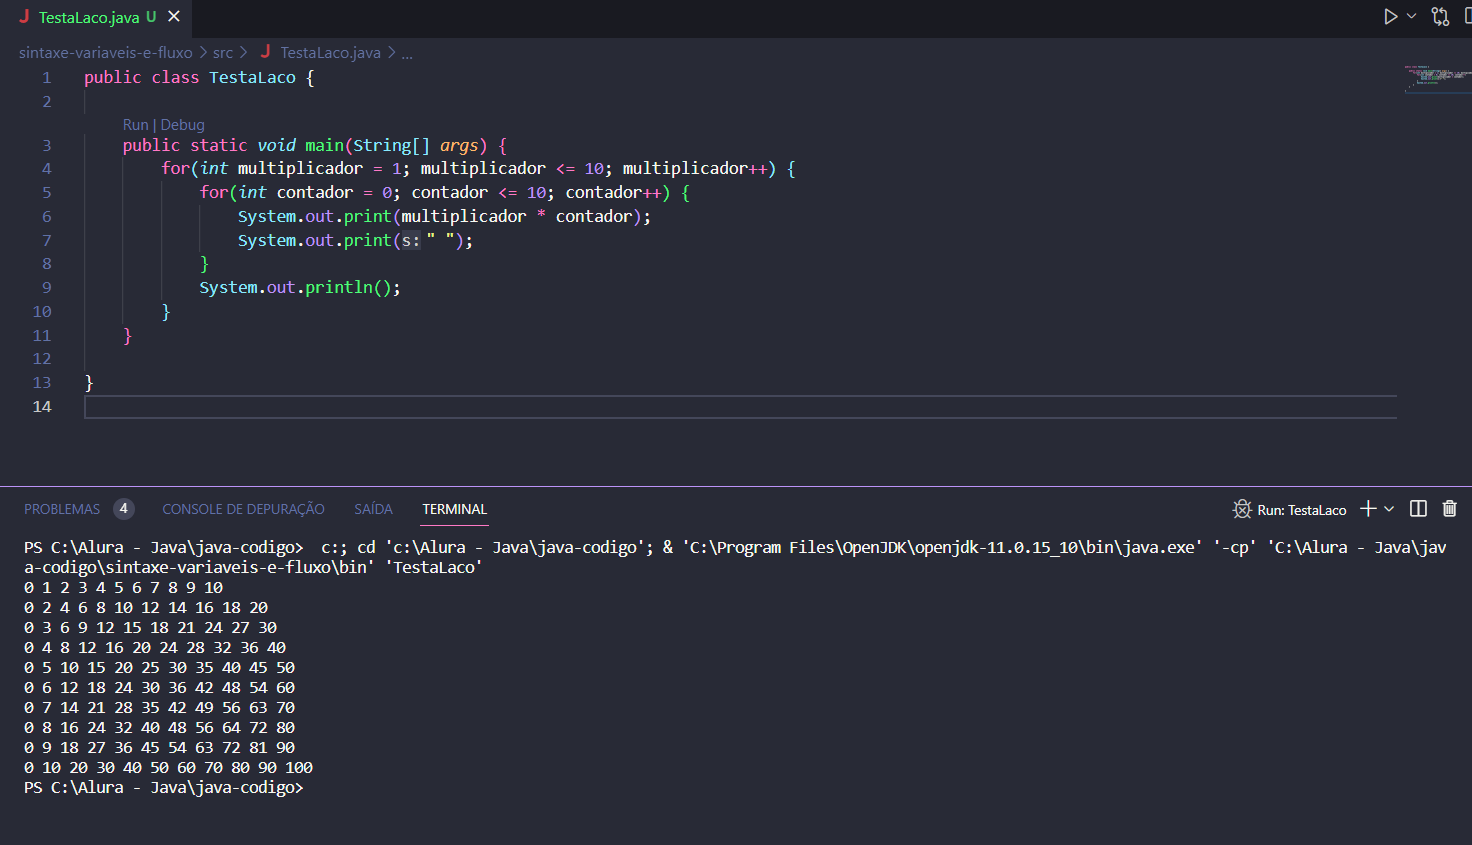 J TestaLaco.java U
sintaxe-variaveis-e-fluxo > src > J TestaLaco.java > ...
1 public class TestaLaco {
2
Run | Debug
3 public static void main(String[] args) {
4 for(int multiplicador = 1; multiplicador <= 10; multiplicador++) {
5 for(int contador = 0; contador <= 10; contador++) {
6 System.out.print(multiplicador * contador);
7 System.out.print(s:" ");
8 }
9 System.out.println();
10 }
11 }
12
13 }
14
PROBLEMAS 4 CONSOLE DE DEPURAÇÃO SAÍDA TERMINAL Run: TestaLaco
PS C:\Alura - Java\java-codigo> c:; cd 'c:\Alura - Java\java-codigo'; & 'C:\Program Files\OpenJDK\openjdk-11.0.15_10\bin\java.exe' '-cp' 'C:\Alura - Java\jav
a-codigo\sintaxe-variaveis-e-fluxo\bin' 'TestaLaco'
0 1 2 3 4 5 6 7 8 9 10
0 2 4 6 8 10 12 14 16 18 20
0 3 6 9 12 15 18 21 24 27 30
0 4 8 12 16 20 24 28 32 36 40
0 5 10 15 20 25 30 35 40 45 50
0 6 12 18 24 30 36 42 48 54 60
0 7 14 21 28 35 42 49 56 63 70
0 8 16 24 32 40 48 56 64 72 80
0 9 18 27 36 45 54 63 72 81 90
0 10 20 30 40 50 60 70 80 90 100
PS C:\Alura - Java\java-codigo>